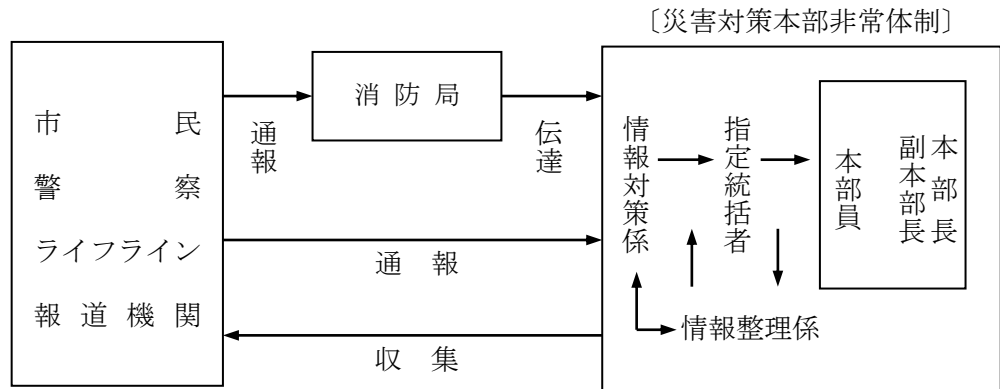 〔災害対策本部非常体制〕
市民
警察
ライフライン
報道機関
通報
消防局
伝達
通報
収集
情報対策係
指定統括者
本部長
副本部長
本部員
情報整理係